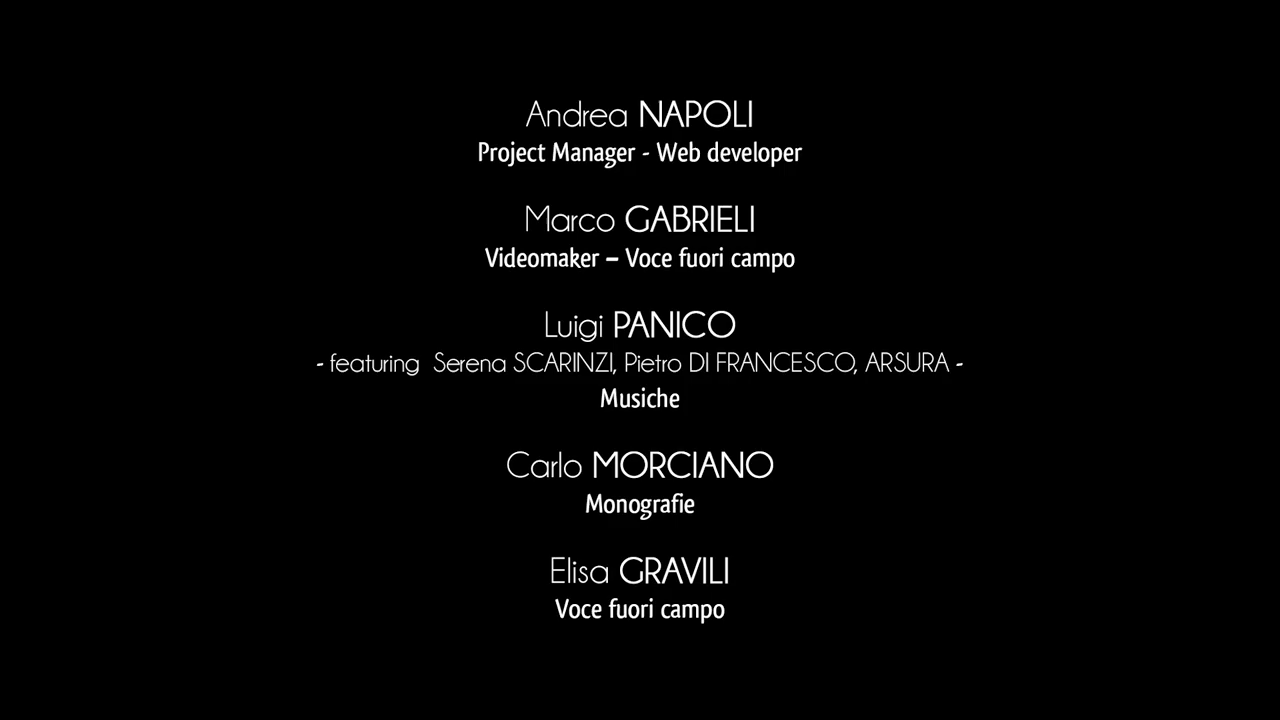 Andrea NAPOLI
Project Manager - Web developer
Marco GABRIELI
Videomaker – Voce fuori campo
Luigi PANICO
- featuring  Serena SCARINZI, Pietro DI FRANCESCO, ARSURA -
Musiche
Carlo MORCIANO
Monografie
Elisa GRAVILI
Voce fuori campo